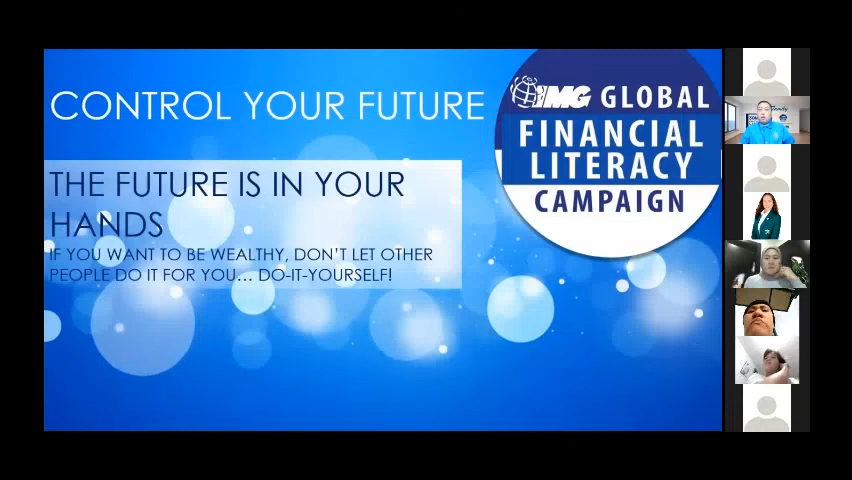 CONTROL YOUR FUTURE
IMG GLOBAL
FINANCIAL
LITERACY
CAMPAIGN
THE FUTURE IS IN YOUR
HANDS
IF YOU WANT TO BE WEALTHY, DON'T LET OTHER
PEOPLE DO IT FOR YOU... DO-IT-YOURSELF!